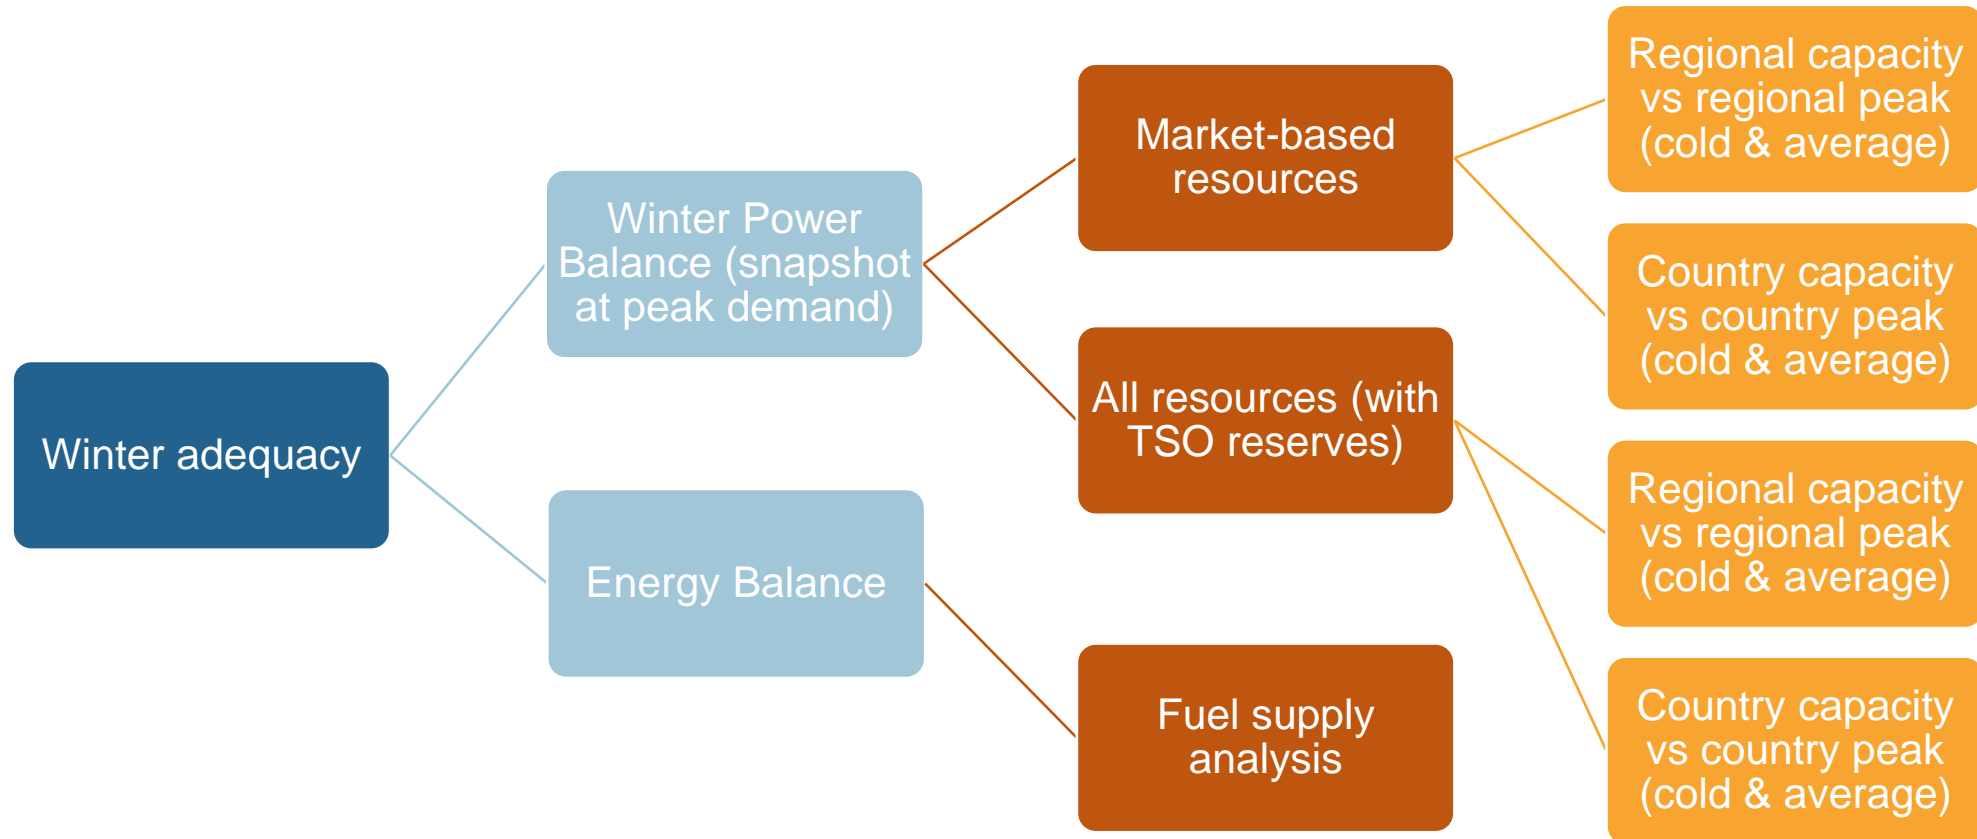 Winter adequacy
Winter Power
Balance (snapshot
at peak demand)
Energy Balance
Market-based
resources
All resources (with
TSO reserves)
Fuel supply
analysis
Regional capacity
vs regional peak
(cold & average)
Country capacity
vs country peak
(cold & average)
Regional capacity
vs regional peak
(cold & average)
Country capacity
vs country peak
(cold & average)